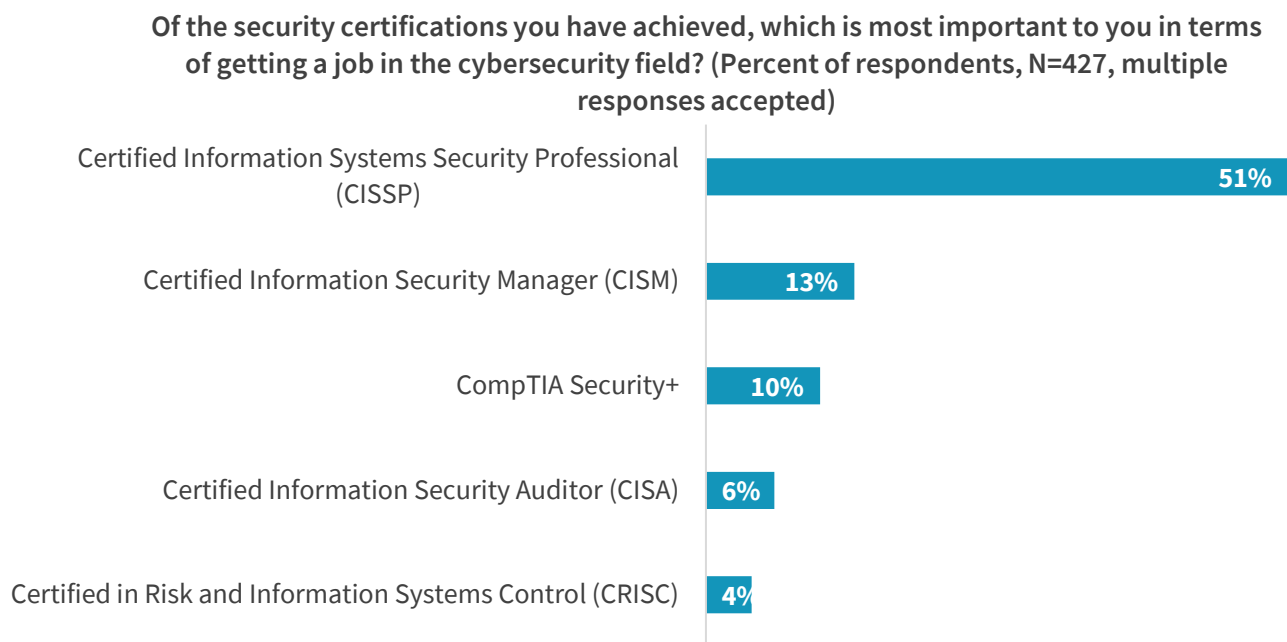 Of the security certifications you have achieved, which is most important to you in terms
of getting a job in the cybersecurity field? (Percent of respondents, N=427, multiple
responses accepted)
Certified Information Systems Security Professional
(CISSP)
51%
Certified Information Security Manager (CISM)
13%
CompTIA Security+
10%
Certified Information Security Auditor (CISA)
6%
Certified in Risk and Information Systems Control (CRISC)
4%